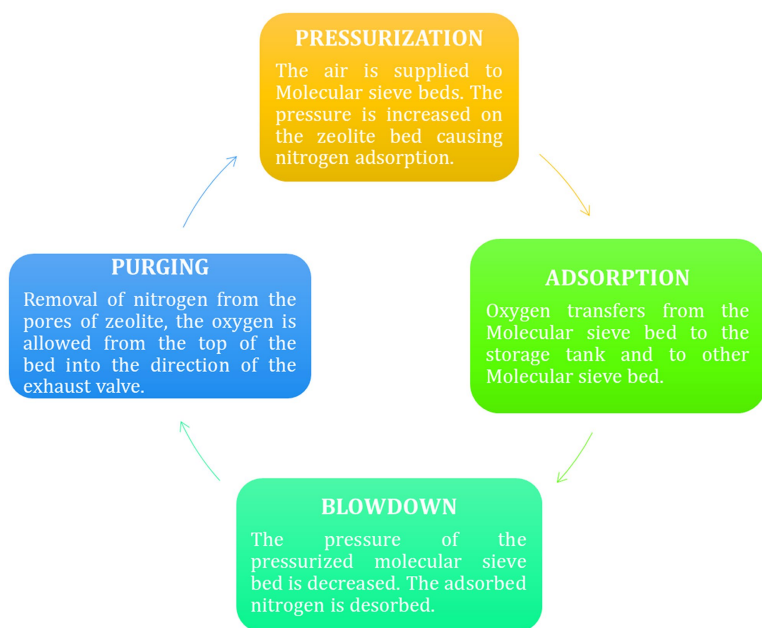 PRESSURIZATION
The air is supplied to
Molecular sieve beds. The
pressure is increased on
the zeolite bed causing
nitrogen adsorption.
ADSORPTION
Oxygen transfers from the
Molecular sieve bed to the
storage tank and to other
Molecular sieve bed.
BLOWDOWN
The pressure of the
pressurized molecular sieve
bed is decreased. The adsorbed
nitrogen is desorbed.
PURGING
Removal of nitrogen from the
pores of zeolite, the oxygen is
allowed from the top of the
bed into the direction of the
exhaust valve.